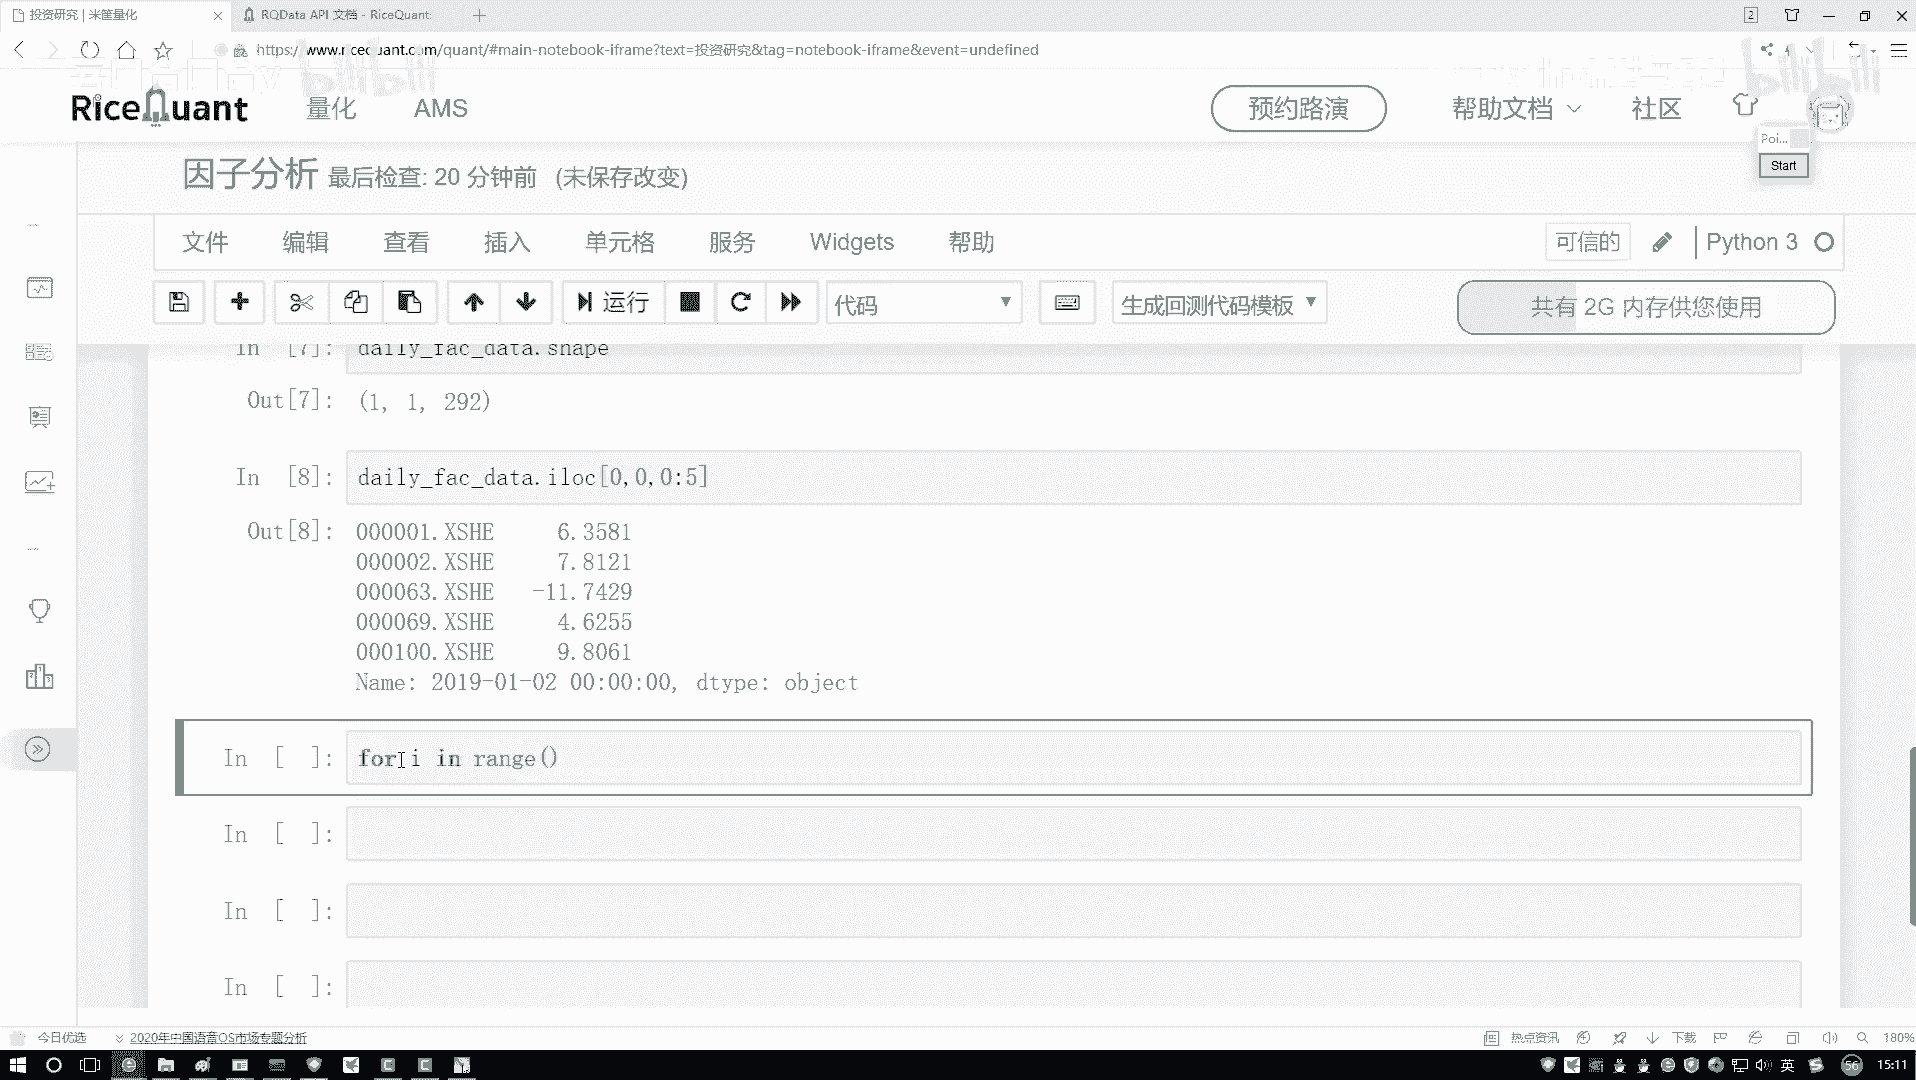 投资研究 | 米筐量化
RQData API 文档 - RiceQuant
2
https://www.ricequant.com/quant/#main-notebook-iframe?text=投资研究&tag=notebook-iframe&event=undefined
bilibili
bilibili
RiceQuant 量化 AMS 预约路演 帮助文档 社区
Poi...
Start
因子分析 最后检查: 20 分钟前 (未保存改变)
文件 编辑 查看 插入 单元格 服务 Widgets 帮助 可信的 Python 3
运行 代码 生成回测代码模板 共有 2G 内存供您使用
In [7]: daily_fac_data.shape
Out[7]: (1, 1, 292)
In [8]: daily_fac_data.iloc[0,0,0:5]
Out[8]: 000001.XSHE 6.3581
000002.XSHE 7.8121
000063.XSHE -11.7429
000069.XSHE 4.6255
000100.XSHE 9.8061
Name: 2019-01-02 00:00:00, dtype: object
In [ ]: for i in range()
In [ ]:
In [ ]:
In [ ]:
今日优选 2020年中国语音OS市场专题分析 热点资讯 下载 180%
英 56 15:11